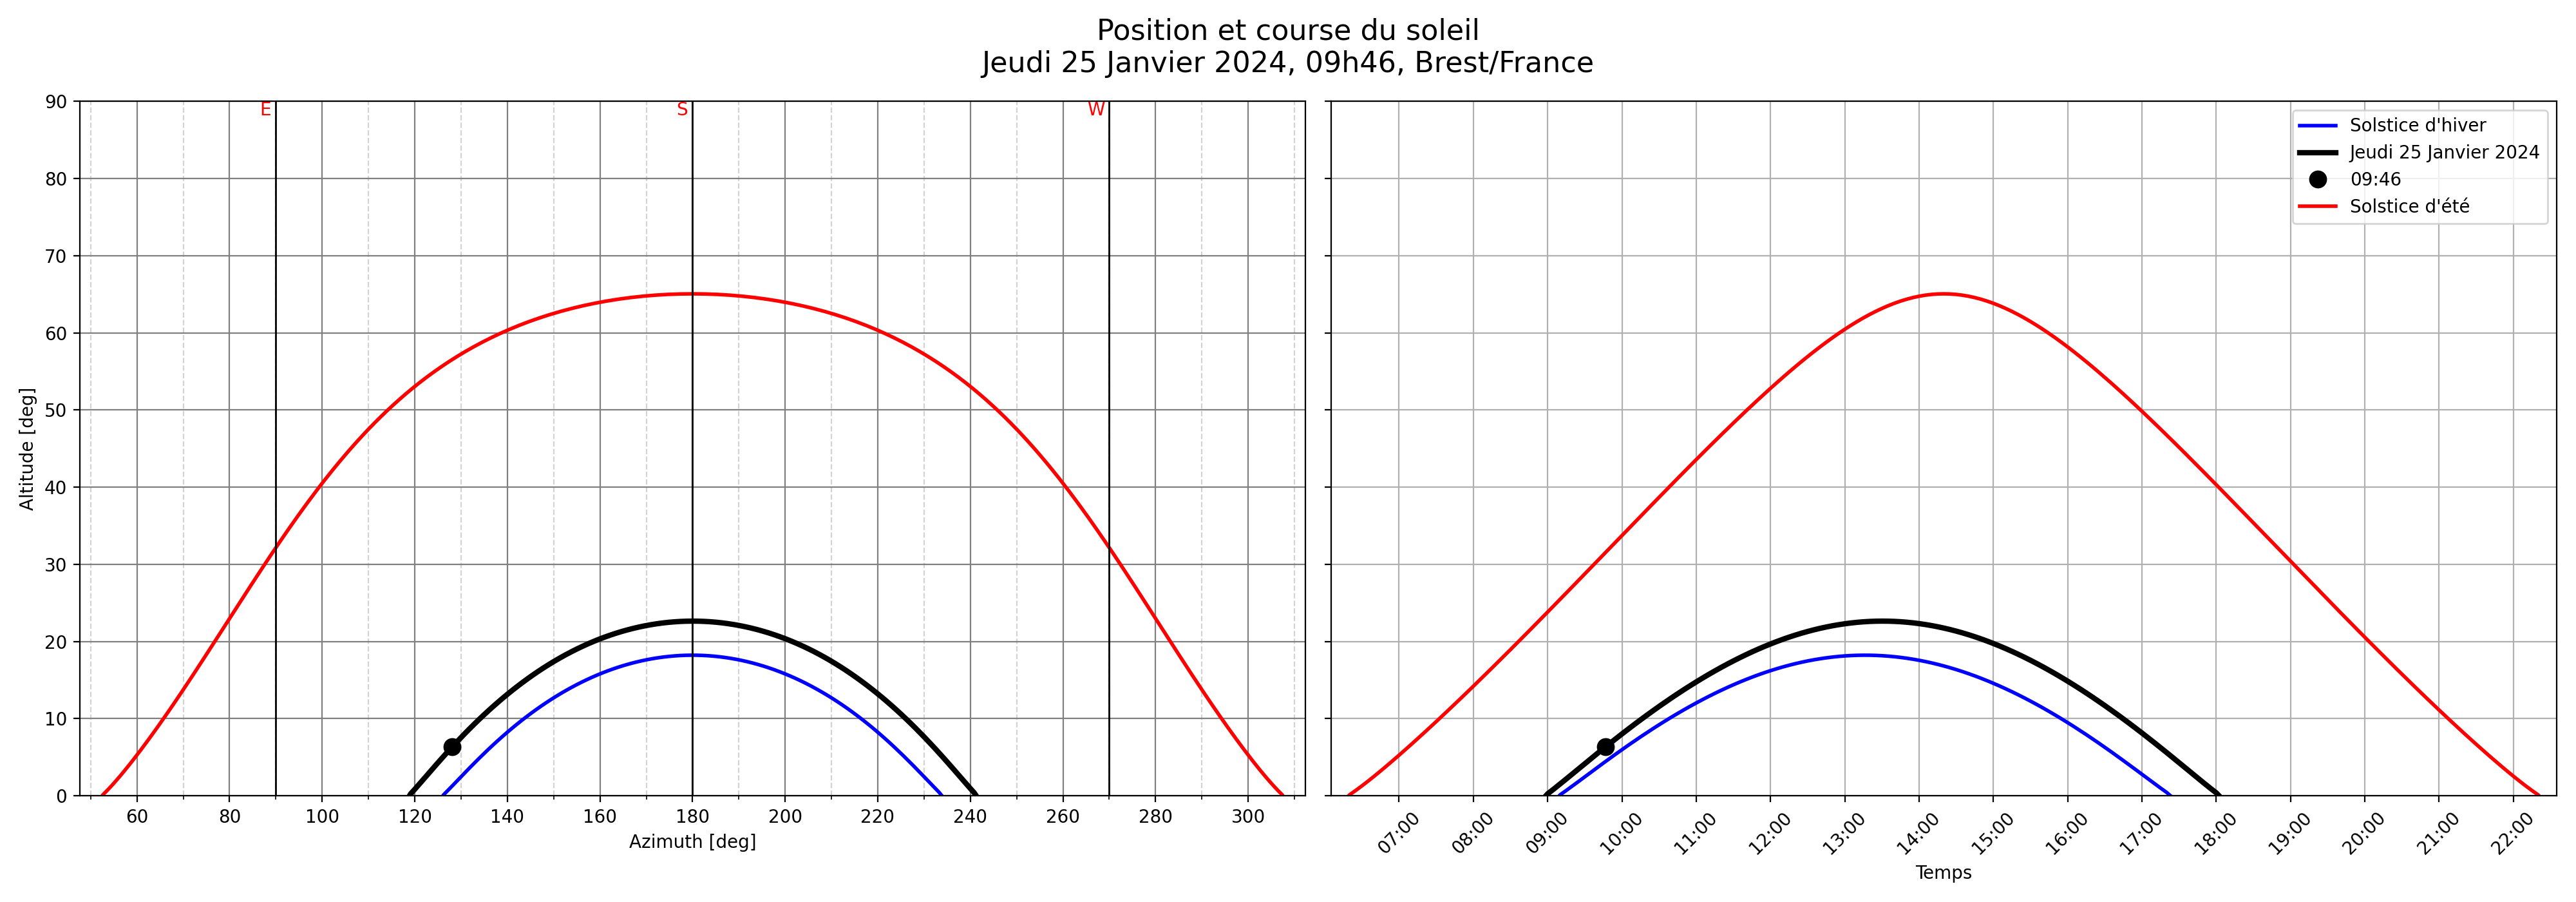 Position et course du soleil
Jeudi 25 Janvier 2024, 09h46, Brest/France
E
S
W
90
80
70
60
50
40
30
20
10
0
Altitude [deg]
60 80 100 120 140 160 180 200 220 240 260 280 300
Azimuth [deg]
Solstice d'hiver
Jeudi 25 Janvier 2024
09:46
Solstice d'été
07:00 08:00 09:00 10:00 11:00 12:00 13:00 14:00 15:00 16:00 17:00 18:00 19:00 20:00 21:00 22:00
Temps